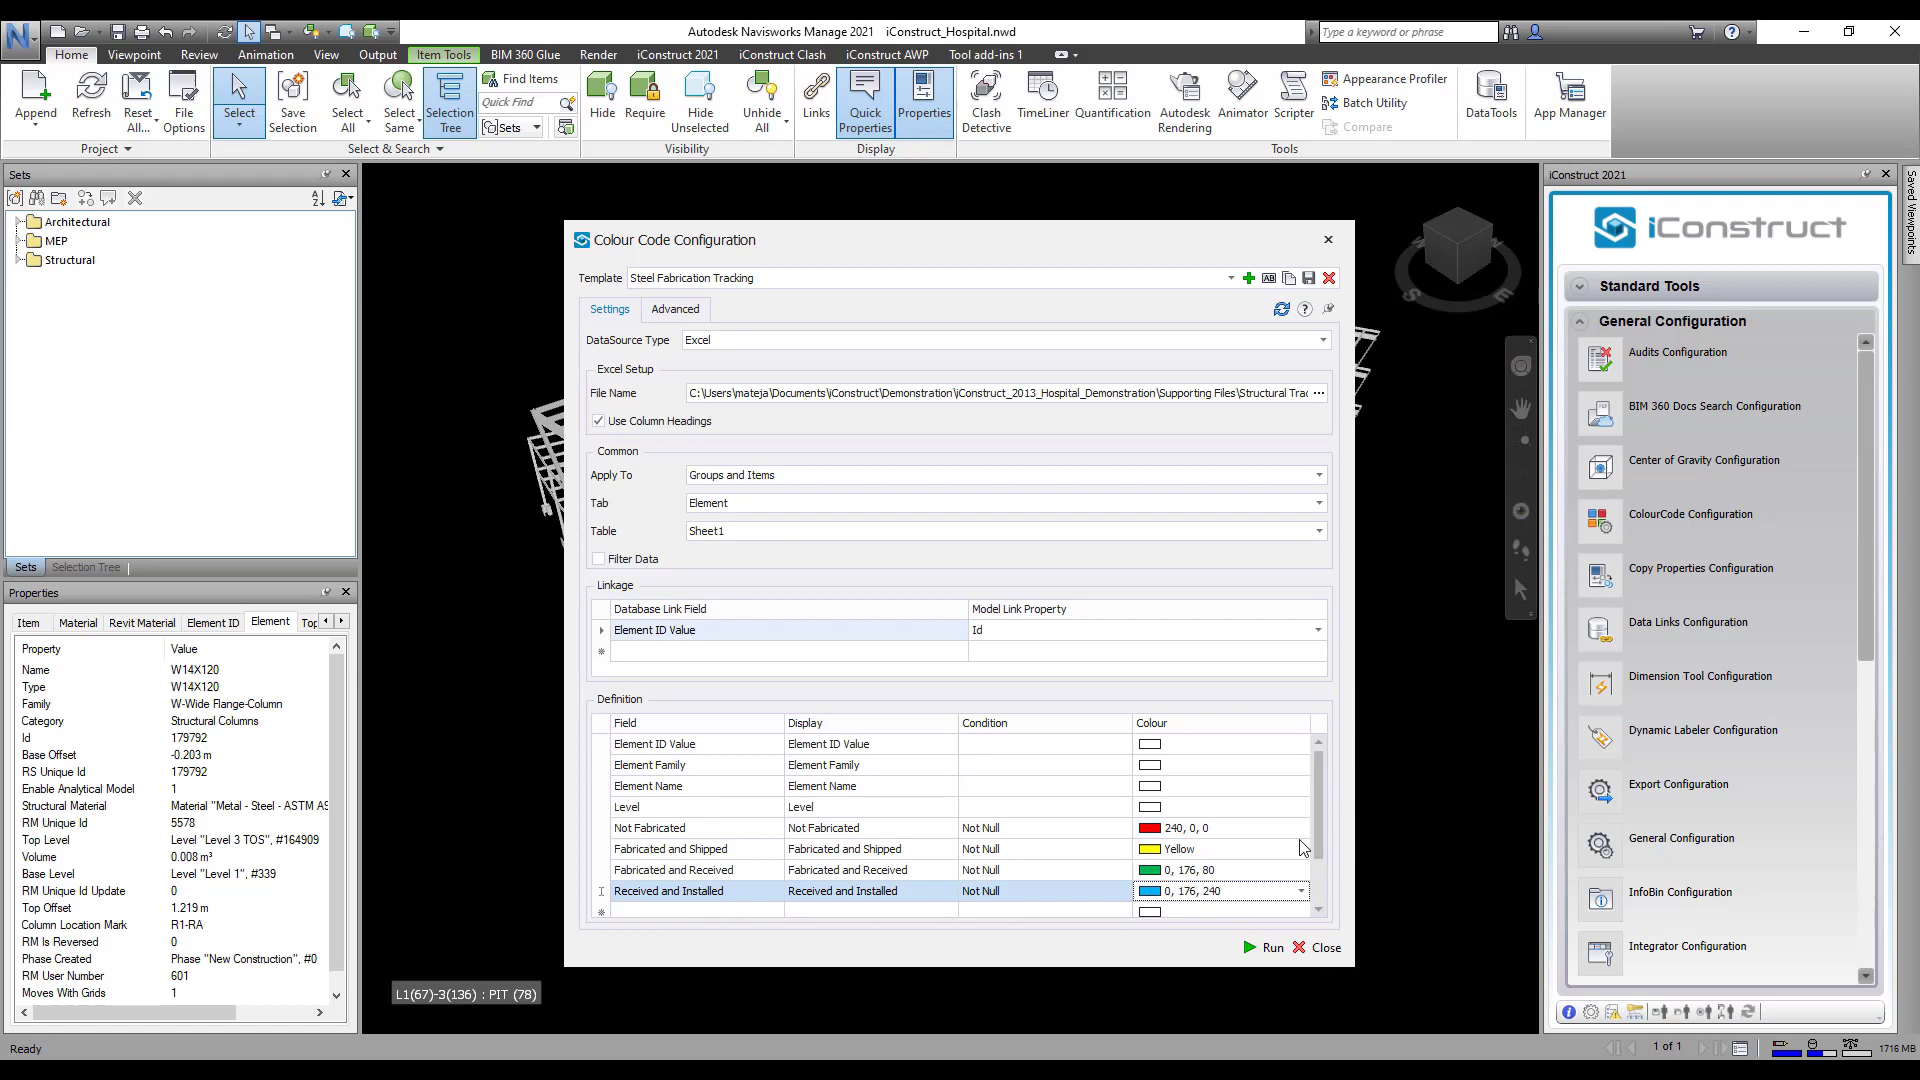 Autodesk Navisworks Manage 2021 iConstruct_Hospital.nwd
Type a keyword or phrase
Home Viewpoint Review Animation View Output Item Tools BIM 360 Glue Render iConstruct 2021 iConstruct Clash iConstruct AWP Tool add-ins 1
Append
Refresh
Reset All...
File Options
Select
Save Selection
Select All
Select Same
Selection Tree
Find Items
Quick Find
Sets
Hide
Require
Hide Unselected
Unhide All
Links
Quick Properties
Properties
Clash Detective
TimeLiner
Quantification
Autodesk Rendering
Animator
Scripter
Appearance Profiler
Batch Utility
Compare
DataTools
App Manager
Project
Select & Search
Visibility
Display
Tools
Sets
Architectural
MEP
Structural
Sets Selection Tree
Properties
Item Material Revit Material Element ID Element
Property Value
Name W14X120
Type W14X120
Family W-Wide Flange-Column
Category Structural Columns
Id 179792
Base Offset -0.203 m
RS Unique Id 179792
Enable Analytical Model 1
Structural Material Material "Metal - Steel - ASTM A
RM Unique Id 5578
Top Level Level "Level 3 TOS", #164909
Volume 0.008 m³
Base Level Level "Level 1", #339
RM Unique Id Update 0
Top Offset 1.219 m
Column Location Mark R1-RA
RM Is Reversed 0
Phase Created Phase "New Construction", #0
RM User Number 601
Moves With Grids 1
Ready
Colour Code Configuration
Template Steel Fabrication Tracking
AB
Settings Advanced
DataSource Type Excel
Excel Setup
File Name C:\Users\mateja\Documents\iConstruct\Demonstration\iConstruct_2013_Hospital_Demonstration\Supporting Files\Structural Trac
Use Column Headings
Common
Apply To Groups and Items
Tab Element
Table Sheet1
Filter Data
Linkage
Database Link Field Model Link Property
Element ID Value Id
Definition
Field Display Condition Colour
Element ID Value Element ID Value
Element Family Element Family
Element Name Element Name
Level Level
Not Fabricated Not Fabricated Not Null 240, 0, 0
Fabricated and Shipped Fabricated and Shipped Not Null Yellow
Fabricated and Received Fabricated and Received Not Null 0, 176, 80
Received and Installed Received and Installed Not Null 0, 176, 240
Run Close
L1(67)-3(136) : PIT (78)
iConstruct 2021
iConstruct
Standard Tools
General Configuration
Audits Configuration
BIM 360 Docs Search Configuration
Center of Gravity Configuration
ColourCode Configuration
Copy Properties Configuration
Data Links Configuration
Dimension Tool Configuration
Dynamic Labeler Configuration
Export Configuration
General Configuration
InfoBin Configuration
Integrator Configuration
Saved Viewpoints
1 of 1
1716 MB